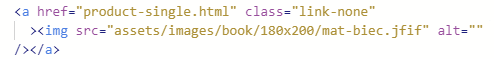 <a href="product-single.html" class="link-none"
><img src="assets/images/book/180x200/mat-biec.jfif" alt=""
/></a>